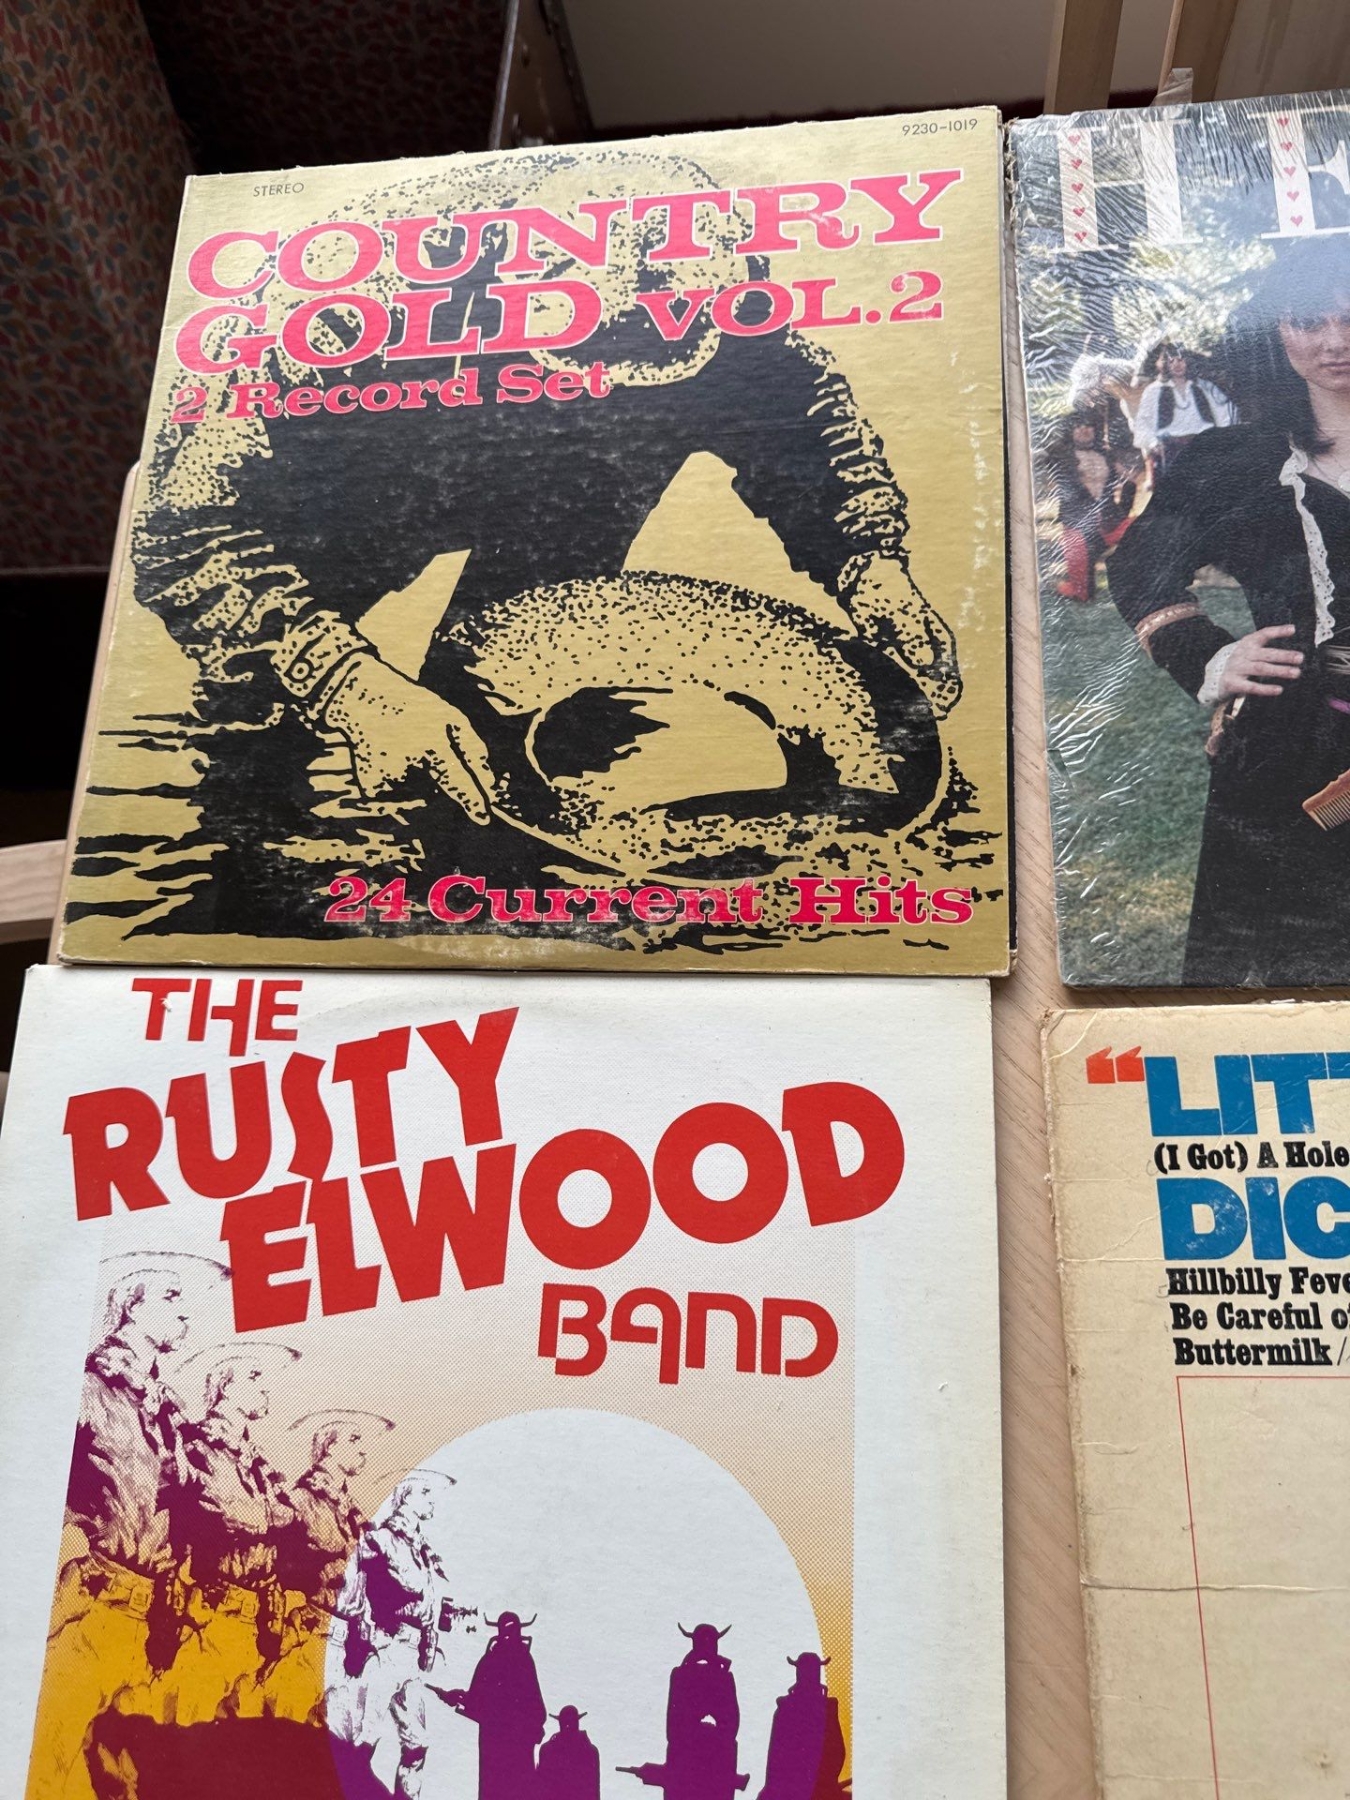 STEREO
9230-1019
COUNTRY
GOLD VOL.2
2 Record Set
24 Current Hits
HE
THE
RUSTY
ELWOOD
BAND
“LIT
(I Got) A Hole
DIC
Hillbilly Feve
Be Careful o
Buttermilk/